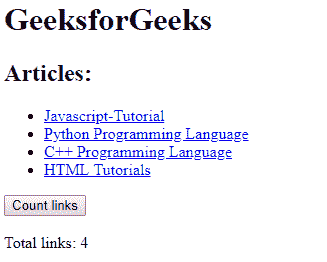 GeeksforGeeks
Articles:
Javascript-Tutorial
Python Programming Language
C++ Programming Language
HTML Tutorials
Count links
Total links: 4